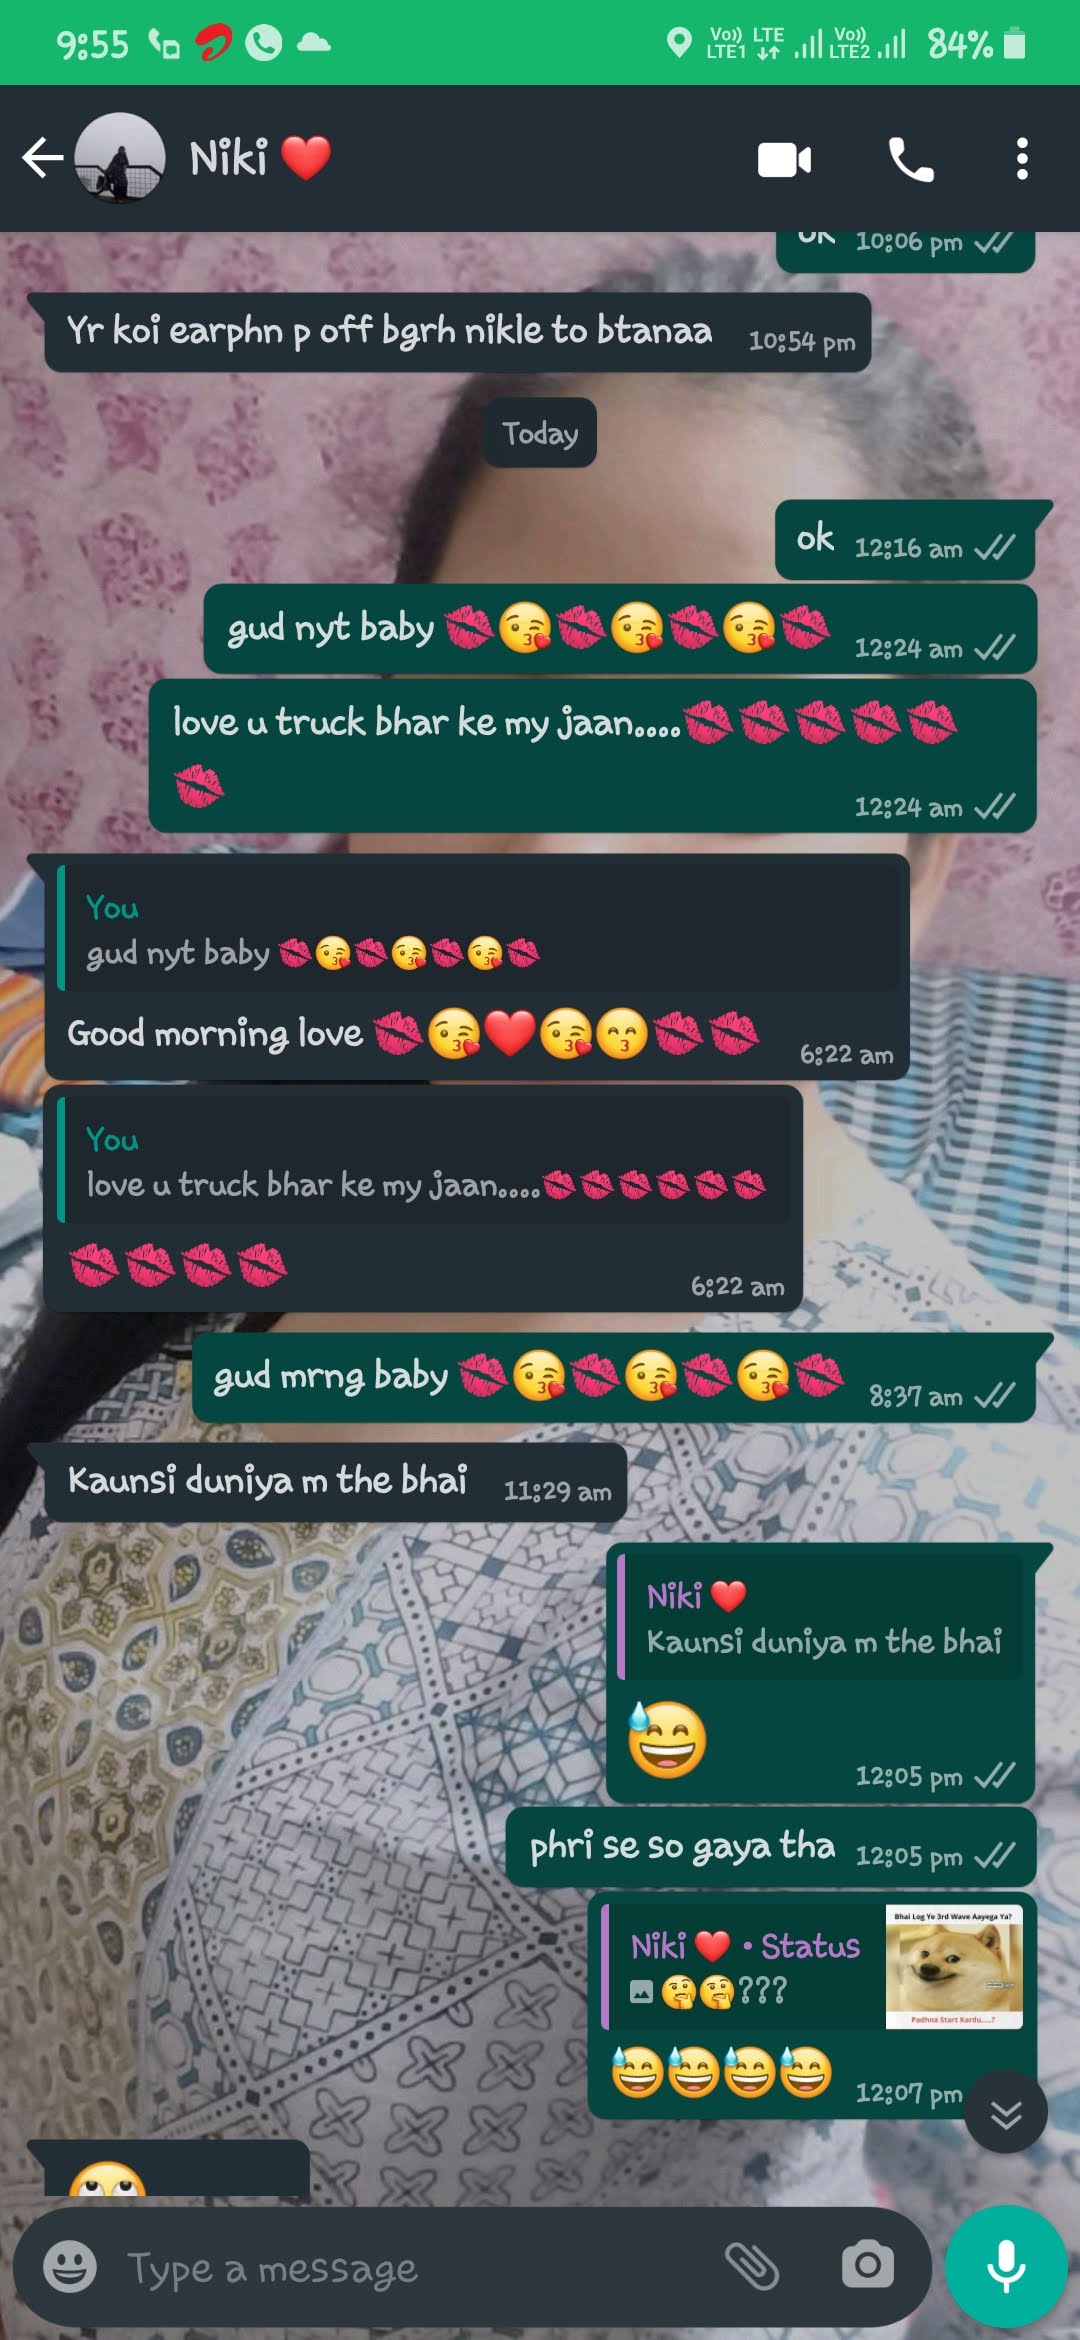 9:55 Vo)) LTE Vo)) 84%
LTE1 LTE2
Niki ❤️
ok 10:06 pm
Yr koi earphn p off bgrh nikle to btanaa 10:54 pm
Today
ok 12:16 am
gud nyt baby 💋😘💋😘💋😘💋 12:24 am
love u truck bhar ke my jaan....💋💋💋💋💋
💋 12:24 am
You
gud nyt baby 💋😘💋😘💋😘💋
Good morning love 💋😘❤️😘😙💋💋 6:22 am
You
love u truck bhar ke my jaan....💋💋💋💋💋💋
💋💋💋💋 6:22 am
gud mrng baby 💋😘💋😘💋😘💋 8:37 am
Kaunsi duniya m the bhai 11:29 am
Niki ❤️
Kaunsi duniya m the bhai
😅
12:05 pm
phri se so gaya tha 12:05 pm
Niki ❤️ • Status
🤔🤔???
Bhai Log Ye 3rd Wave Aayega Ya?
Padhna Start Kardu....?
😅😅😅😅 12:07 pm
🙄
Type a message